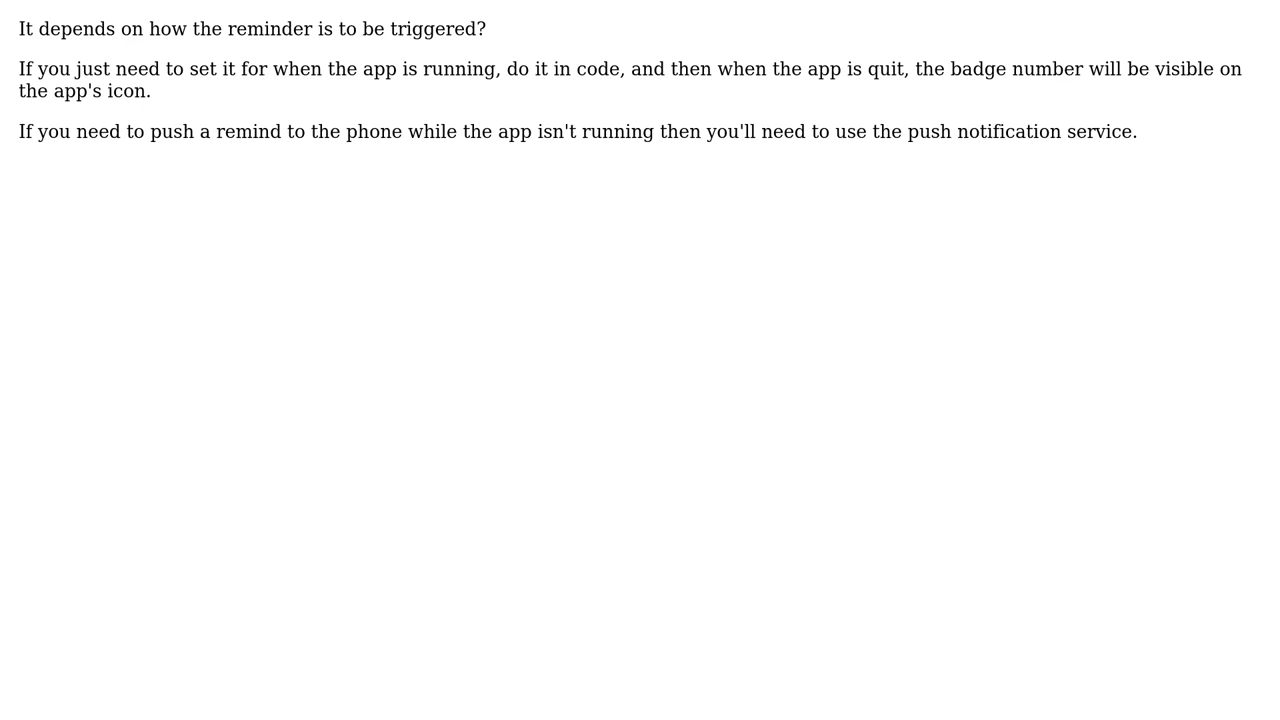 It depends on how the reminder is to be triggered?
If you just need to set it for when the app is running, do it in code, and then when the app is quit, the badge number will be visible on
the app's icon.
If you need to push a remind to the phone while the app isn't running then you'll need to use the push notification service.